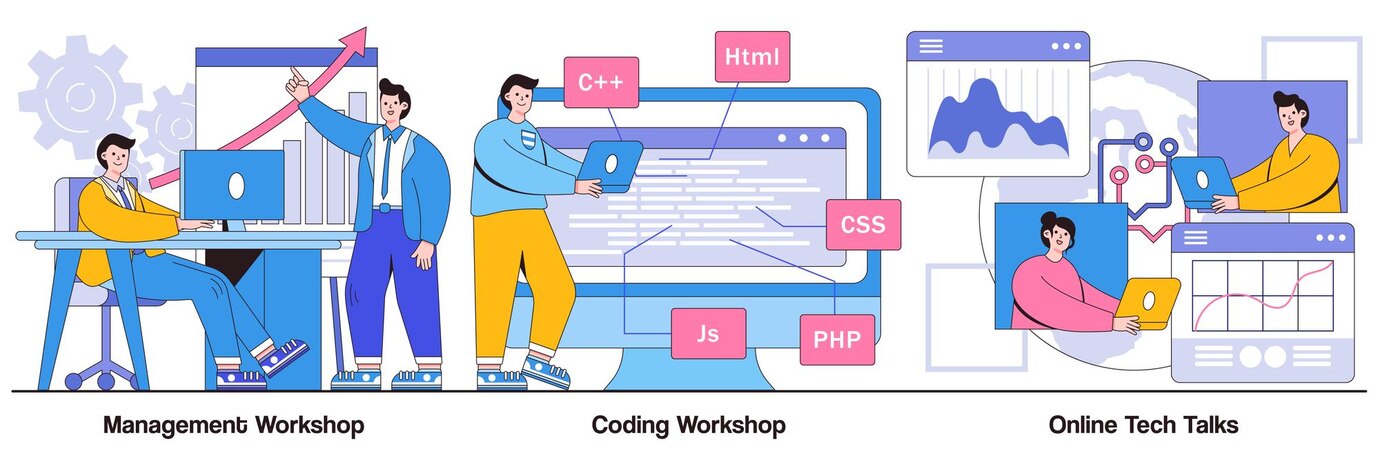 Html
C++
CSS
Js
PHP
Management Workshop
Coding Workshop
Online Tech Talks